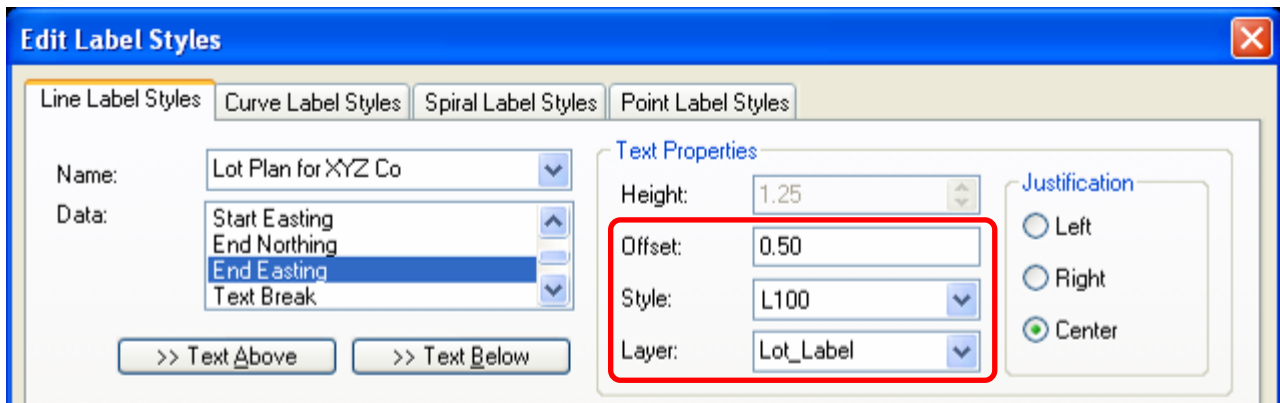 Edit Label Styles
Line Label Styles
Curve Label Styles
Spiral Label Styles
Point Label Styles
Name:
Lot Plan for XYZ Co
Data:
Start Easting
End Northing
End Easting
Text Break
>> Text Above
>> Text Below
Text Properties
Height:
1.25
Offset:
0.50
Style:
L100
Layer:
Lot_Label
Justification
Left
Right
Center